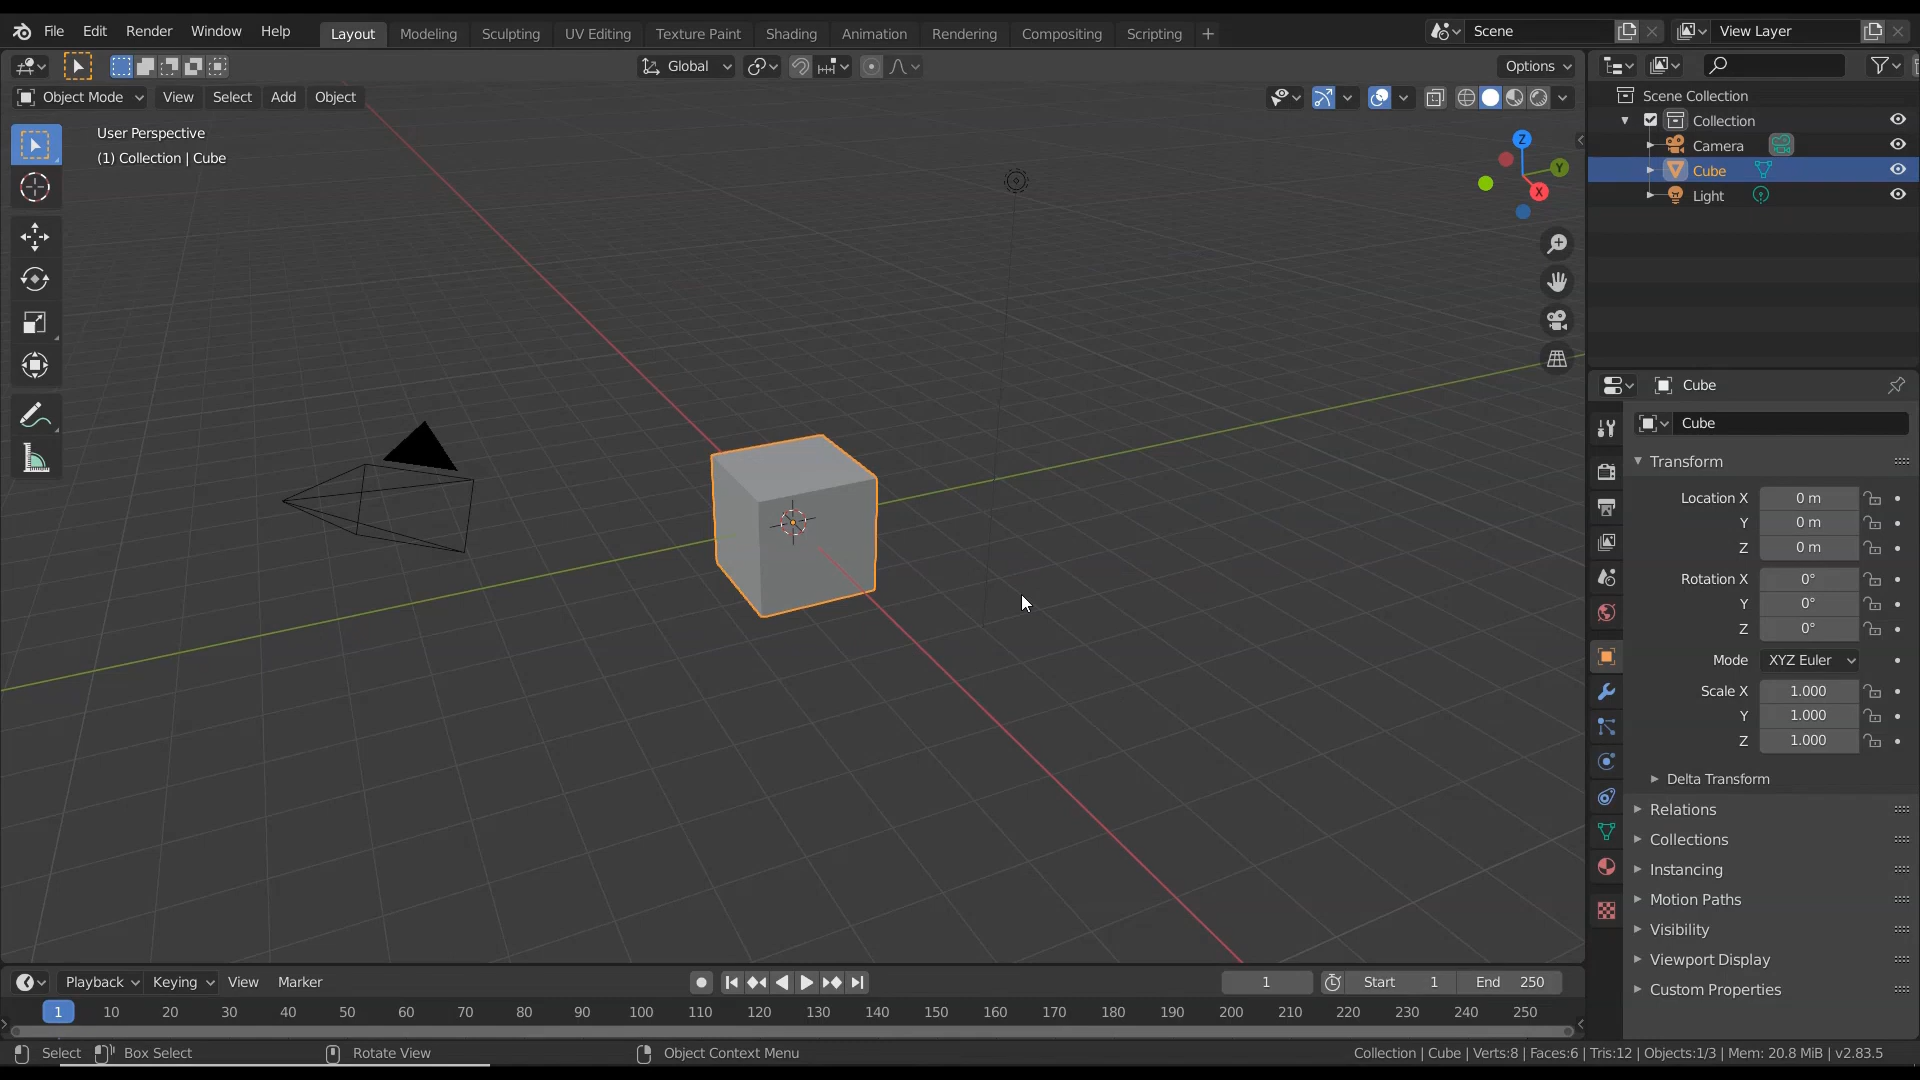 File Edit Render Window Help Layout Modeling Sculpting UV Editing Texture Paint Shading Animation Rendering Compositing Scripting + Scene View Layer
Global Options
Object Mode View Select Add Object
User Perspective
(1) Collection | Cube
Z
Y
X
Scene Collection
Collection
Camera
Cube
Light
Cube
Cube
Transform
Location X 0 m
Y 0 m
Z 0 m
Rotation X 0°
Y 0°
Z 0°
Mode XYZ Euler
Scale X 1.000
Y 1.000
Z 1.000
Delta Transform
Relations
Collections
Instancing
Motion Paths
Visibility
Viewport Display
Custom Properties
Playback Keying View Marker 1 Start 1 End 250
1 10 20 30 40 50 60 70 80 90 100 110 120 130 140 150 160 170 180 190 200 210 220 230 240 250
Select Box Select Rotate View Object Context Menu Collection | Cube | Verts:8 | Faces:6 | Tris:12 | Objects:1/3 | Mem: 20.8 MiB | v2.83.5